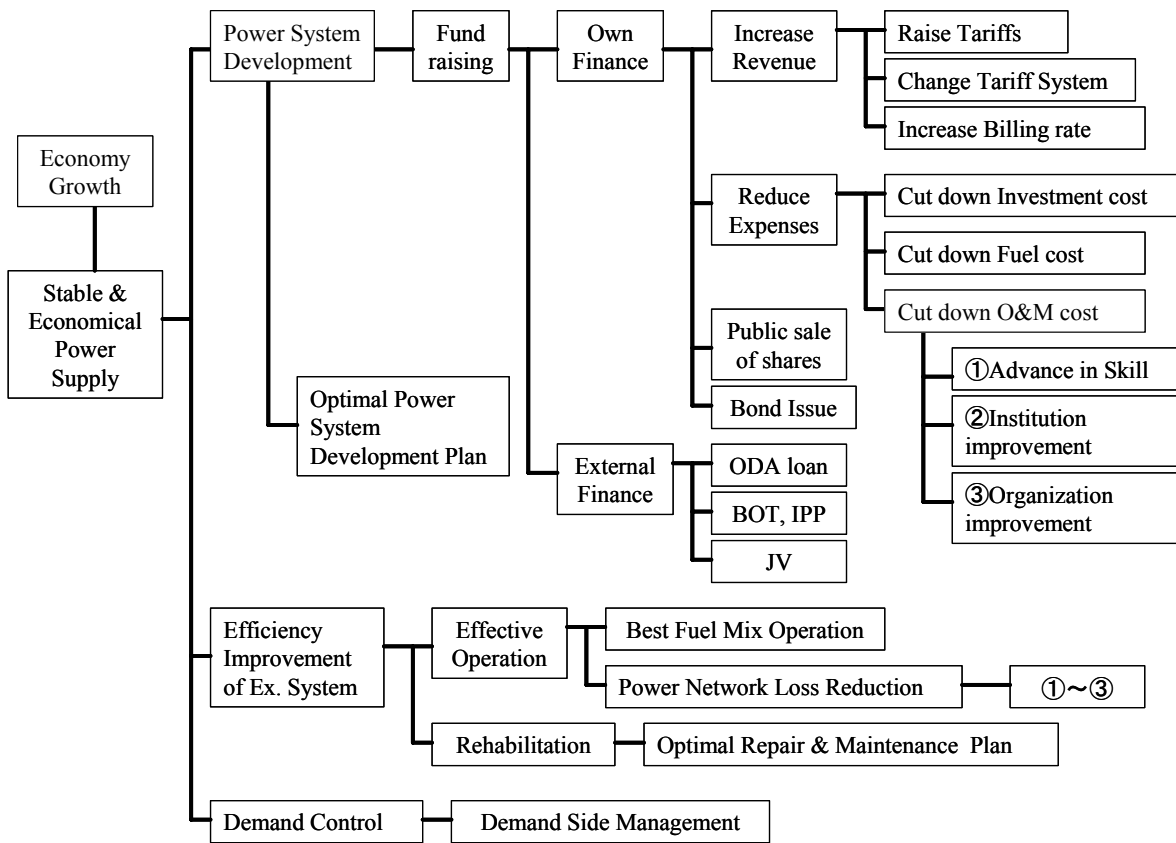 Power System
Development
Fund
raising
Own
Finance
Increase
Revenue
Raise Tariffs
Change Tariff System
Increase Billing rate
Economy
Growth
Reduce
Expenses
Cut down Investment cost
Cut down Fuel cost
Cut down O&M cost
Stable &
Economical
Power
Supply
Public sale
of shares
Bond Issue
①Advance in Skill
②Institution
improvement
③Organization
improvement
Optimal Power
System
Development Plan
External
Finance
ODA loan
BOT, IPP
JV
Efficiency
Improvement
of Ex. System
Effective
Operation
Best Fuel Mix Operation
Power Network Loss Reduction
①~③
Rehabilitation
Optimal Repair & Maintenance Plan
Demand Control
Demand Side Management